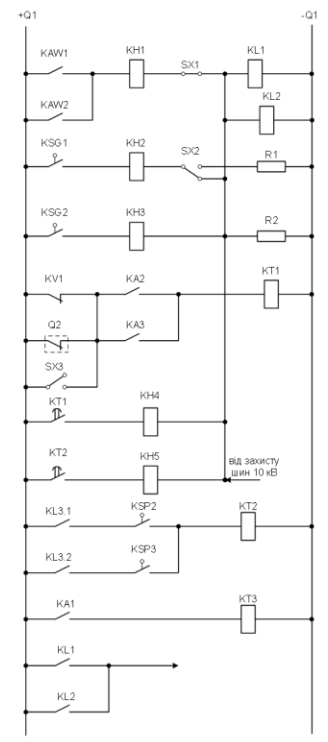 +Q1 -Q1
KAW1 KH1 SX1 KL1
KAW2 KL2
KSG1 KH2 SX2 R1
KSG2 KH3 R2
KV1 KA2 KT1
Q2 KA3
SX3
KT1 KH4
KT2 KH5 від захисту
шин 10 кВ
KL3.1 KSP2 KT2
KL3.2 KSP3
KA1 KT3
KL1
KL2